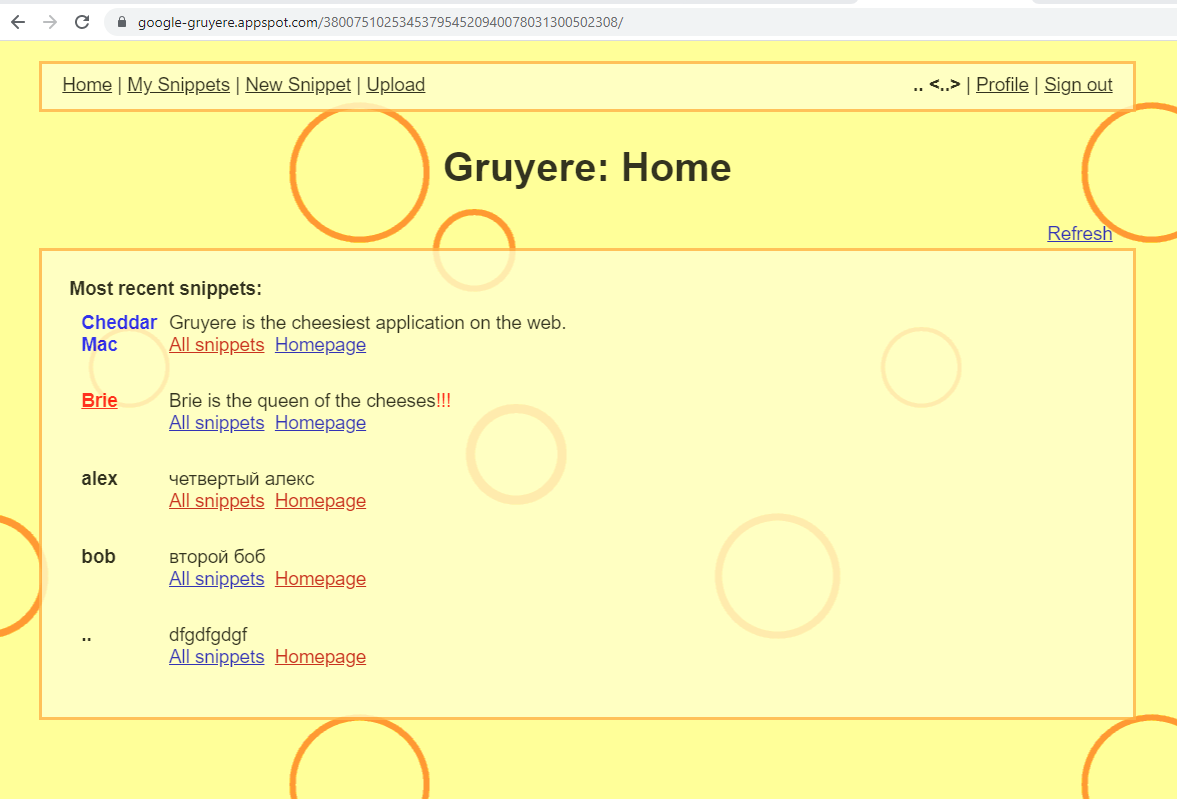 google-gruyere.appspot.com/380075102534537954520940078031300502308/
Home | My Snippets | New Snippet | Upload .. <..> | Profile | Sign out
Gruyere: Home
Refresh
Most recent snippets:
Cheddar Mac Gruyere is the cheesiest application on the web.
All snippets Homepage
Brie Brie is the queen of the cheeses!!!
All snippets Homepage
alex четвертый алекс
All snippets Homepage
bob второй боб
All snippets Homepage
.. dfgdfgdgf
All snippets Homepage